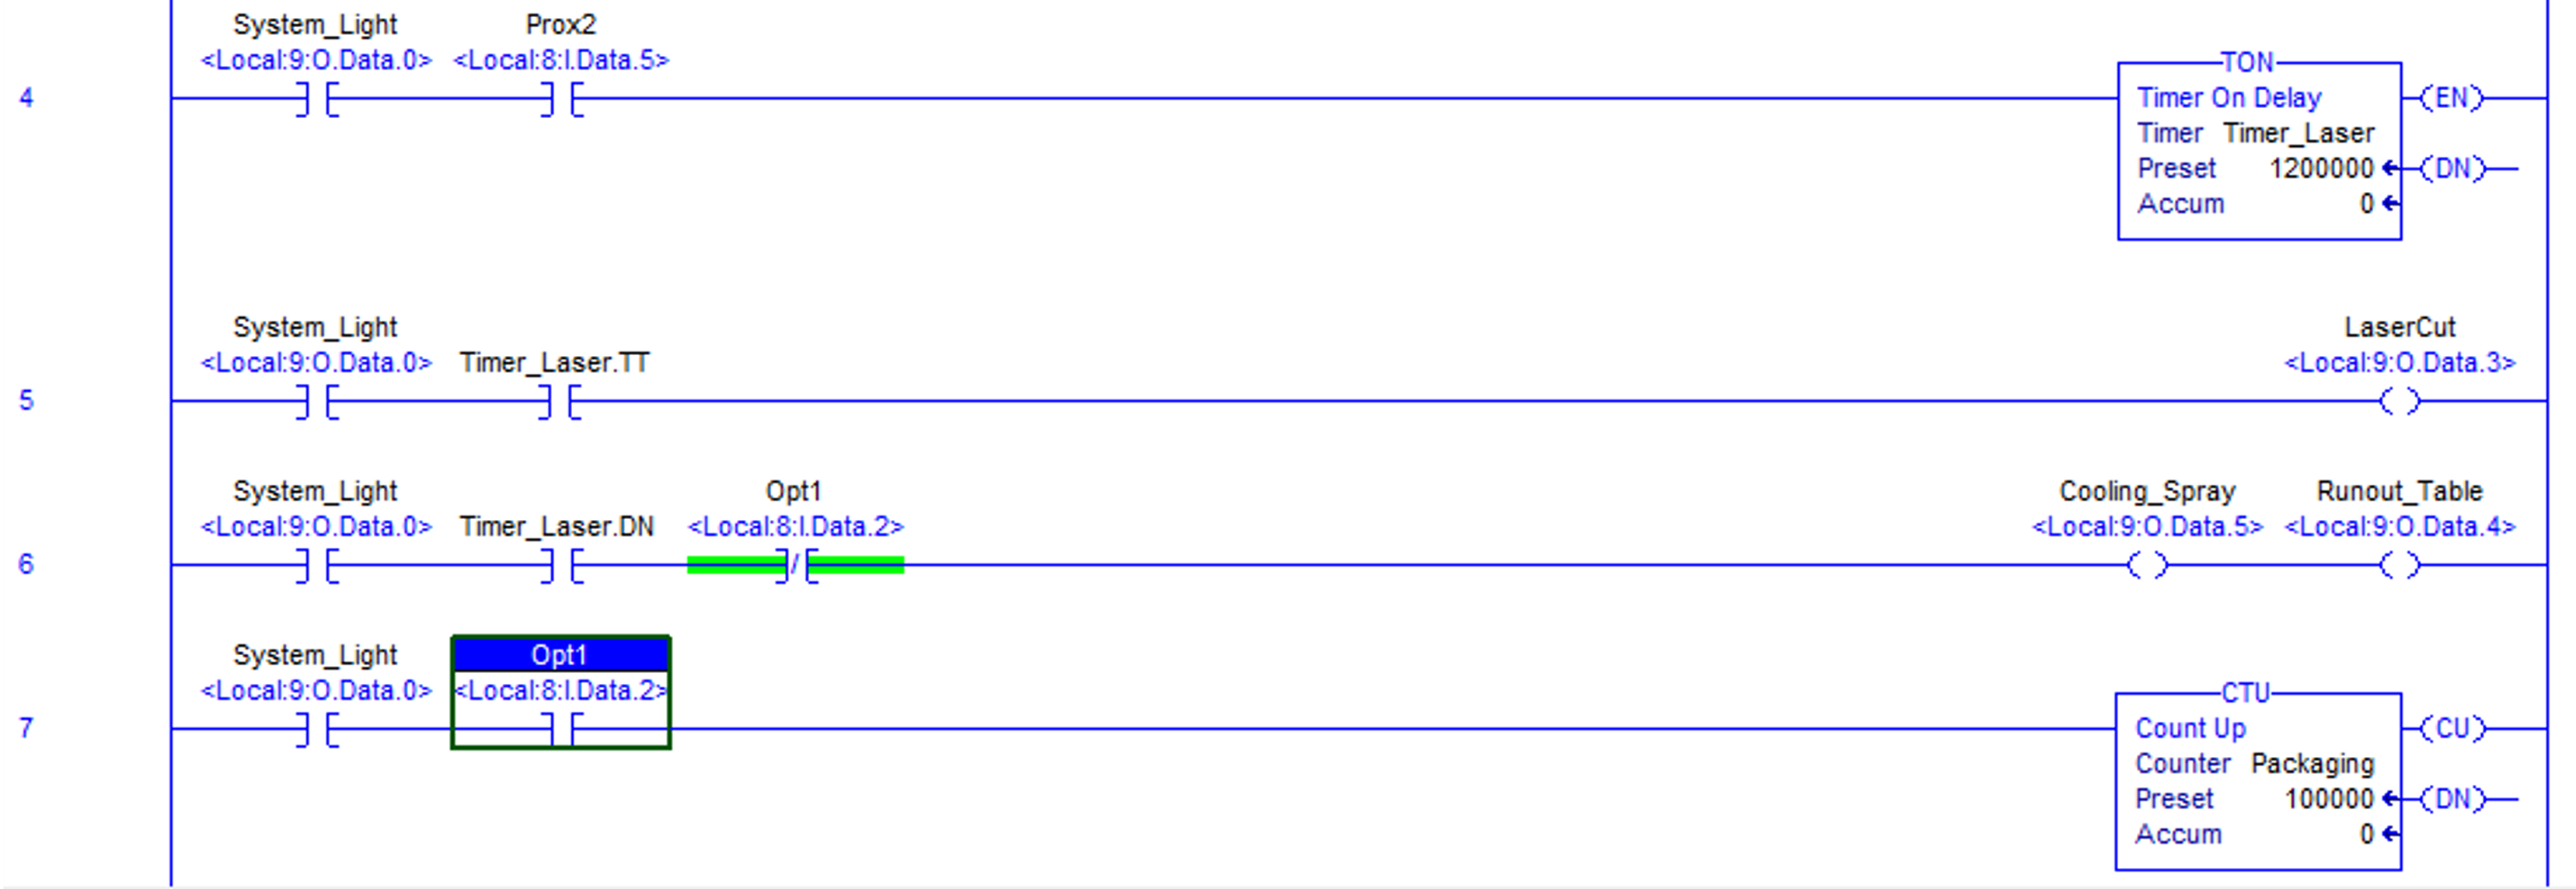 System_Light Prox2
<Local:9:O.Data.0> <Local:8:I.Data.5>
TON
4 Timer On Delay (EN)
Timer Timer_Laser
Preset 1200000 (DN)
Accum 0
System_Light LaserCut
<Local:9:O.Data.0> Timer_Laser.TT <Local:9:O.Data.3>
5
System_Light Opt1 Cooling_Spray Runout_Table
<Local:9:O.Data.0> Timer_Laser.DN <Local:8:I.Data.2> <Local:9:O.Data.5> <Local:9:O.Data.4>
6
System_Light Opt1
<Local:9:O.Data.0> <Local:8:I.Data.2>
CTU
7 Count Up (CU)
Counter Packaging
Preset 100000 (DN)
Accum 0